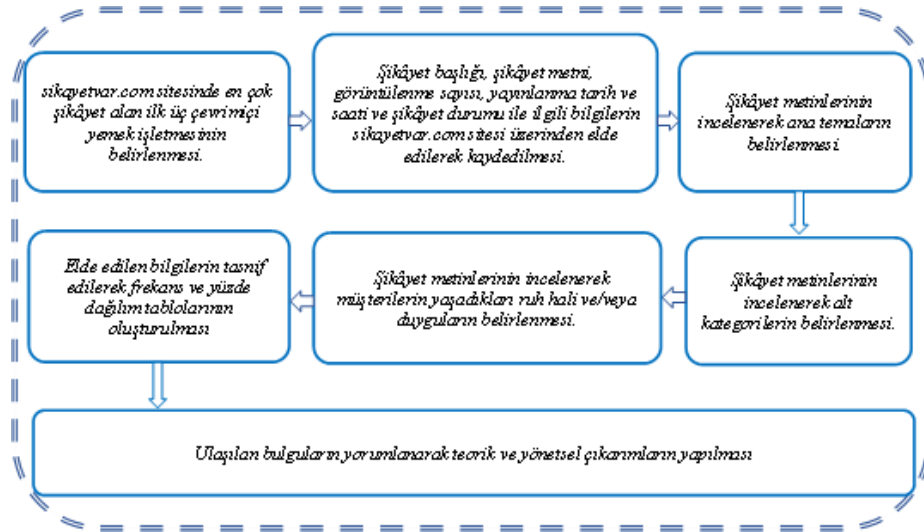 sikayetvar.com sitesinde en çok
şikâyet alan ilk üç çevrimiçi
yemek işletmesinin
belirlenmesi.
Şikâyet başlığı, şikâyet metni,
görüntülenme sayısı, yayınlanma tarih ve
saati ve şikâyet durumu ile ilgili bilgilerin
sikayetvar.com sitesi üzerinden elde
edilerek kaydedilmesi.
Şikâyet metinlerinin
incelenerek ana temaların
belirlenmesi.
Şikâyet metinlerinin
incelenerek alt
kategorilerin belirlenmesi.
Şikâyet metinlerinin incelenerek
müşterilerin yaşadıkları ruh hali ve/veya
duyguların belirlenmesi.
Elde edilen bilgilerin tasnif
edilerek frekans ve yüzde
dağılım tablolarının
oluşturulması
Ulaşılan bulguların yorumlanarak teorik ve yönetsel çıkarımların yapılması